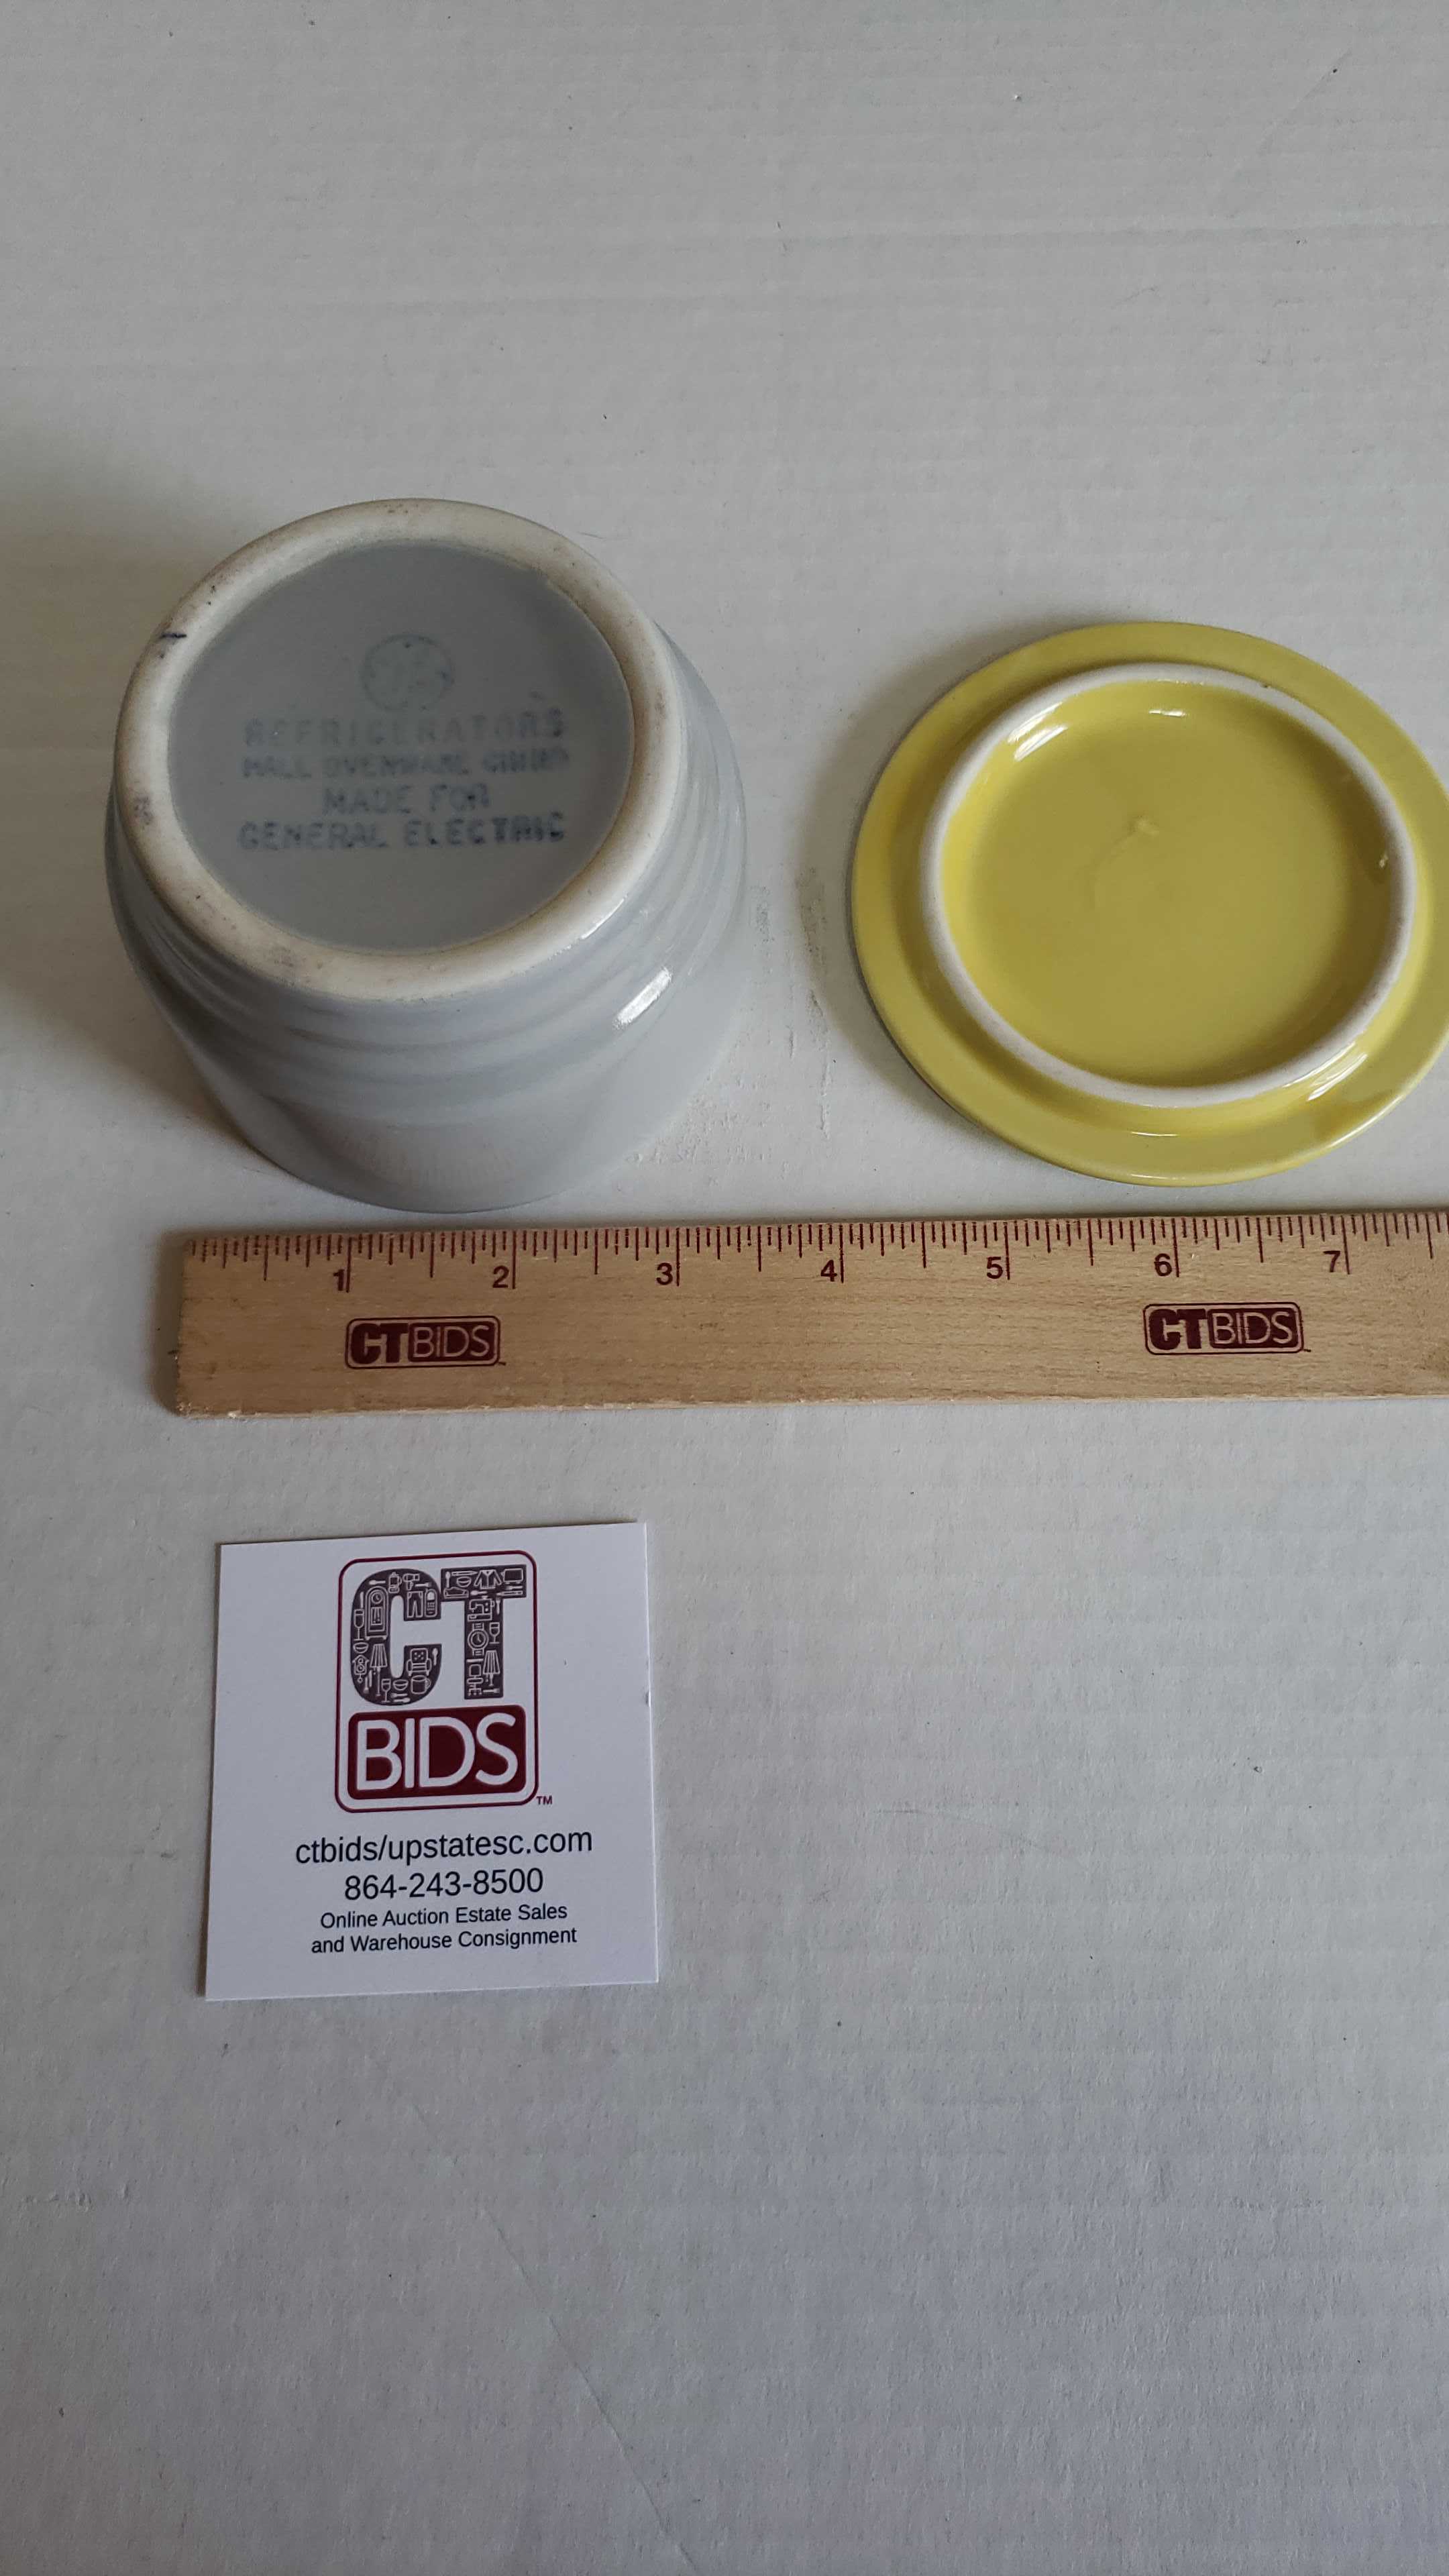 REFRIGERATORS
HALL OVENWARE CHINA
MADE FOR
GENERAL ELECTRIC
1 2 3 4 5 6 7
CTBIDS CTBIDS
CT
BIDS
TM
ctbids/upstatesc.com
864-243-8500
Online Auction Estate Sales
and Warehouse Consignment